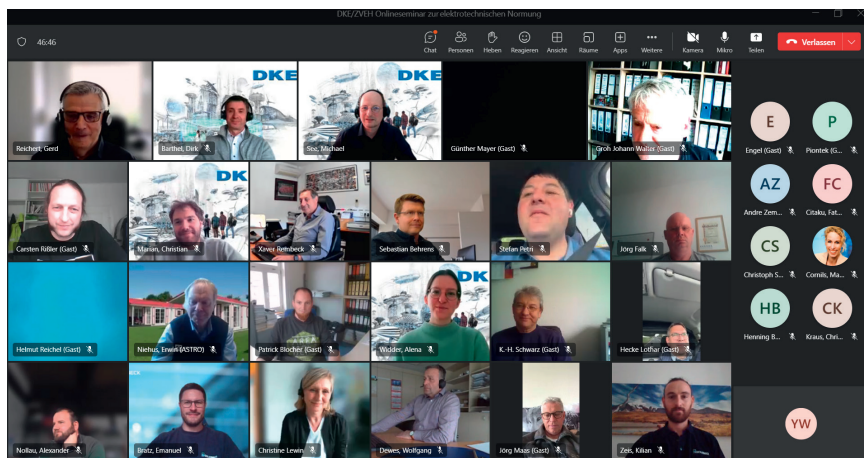 DKE/ZVEH Onlineseminar zur elektrotechnischen Normung
46:46
Chat Personen Heben Reagieren Ansicht Räume Apps Weitere Kamera Mikro Teilen Verlassen
DKE
DKE
Reichert, Gerd
Barthel, Dirk
See, Michael
Günther Mayer (Gast)
Groh Johann Walter (Gast)
E
P
Engel (Gast)
Piontek (G...
DK
Carsten Rißler (Gast)
Marian, Christian
Xaver Reinbeck
Sebastian Behrens
Stefan Petri
Jörg Falk
AZ
FC
Andre Zem...
Citaku, Fat...
CS
Christoph S...
Cornils, Ma...
DK
Helmut Reichel (Gast)
Niehus, Erwin (ASTRO)
Patrick Blöcher (Gast)
Widder, Alena
K.-H. Schwarz (Gast)
Hecke Lothar (Gast)
HB
CK
Henning B...
Kraus, Chri...
Nollau, Alexander
Bratz, Emanuel
Christine Lewin
Dewes, Wolfgang
Jörg Maas (Gast)
Zeis, Kilian
YW